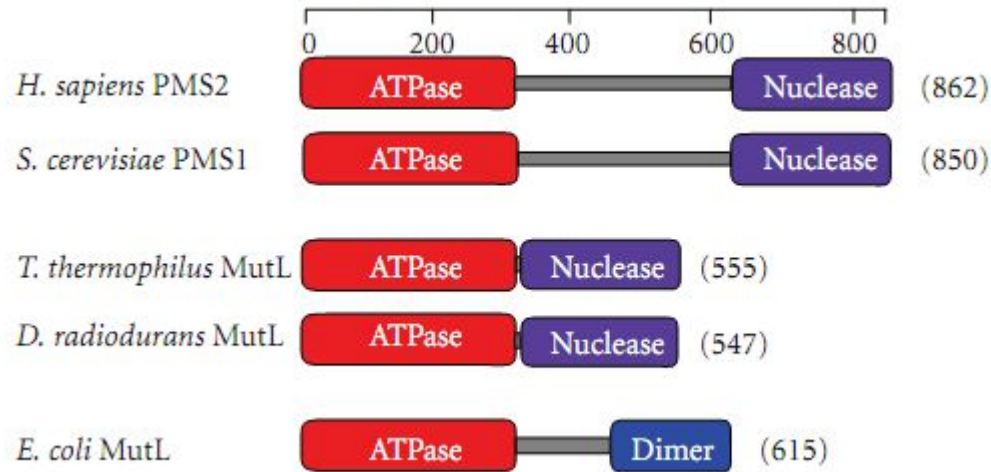 0 200 400 600 800
H. sapiens PMS2 ATPase Nuclease (862)
S. cerevisiae PMS1 ATPase Nuclease (850)
T. thermophilus MutL ATPase Nuclease (555)
D. radiodurans MutL ATPase Nuclease (547)
E. coli MutL ATPase Dimer (615)